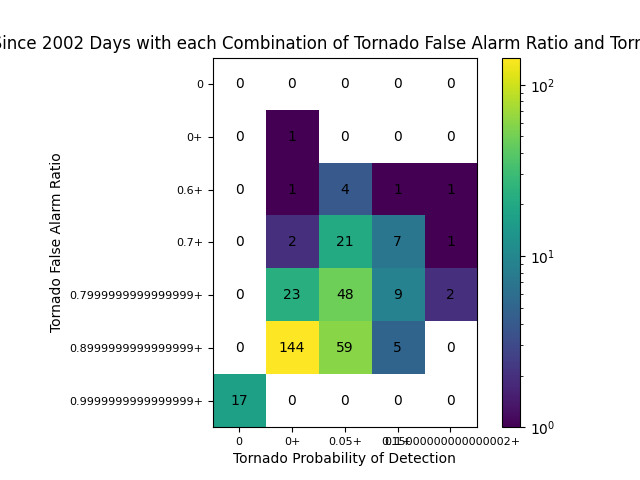 Since 2002 Days with each Combination of Tornado False Alarm Ratio and Torn
0 0 0 0 0 0
0+ 0 1 0 0 0
0.6+ 0 1 4 1 1
0.7+ 0 2 21 7 1
0.7999999999999999+ 0 23 48 9 2
0.8999999999999999+ 0 144 59 5 0
0.9999999999999999+ 17 0 0 0 0
0 0+ 0.05+
Tornado Probability of Detection
Tornado False Alarm Ratio
10²
10¹
10⁰